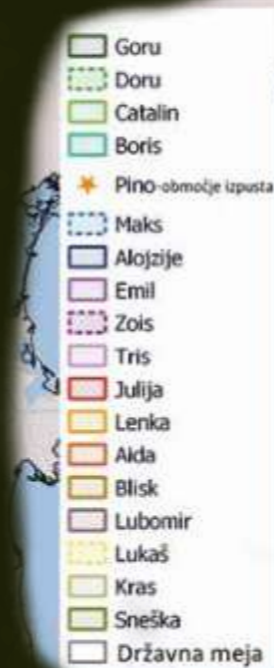 Goru
Doru
Catalin
Boris
Pino-območje izpusta
Maks
Alojzije
Emil
Zois
Tris
Julija
Lenka
Aida
Blisk
Lubomir
Lukaš
Kras
Sneška
Državna meja